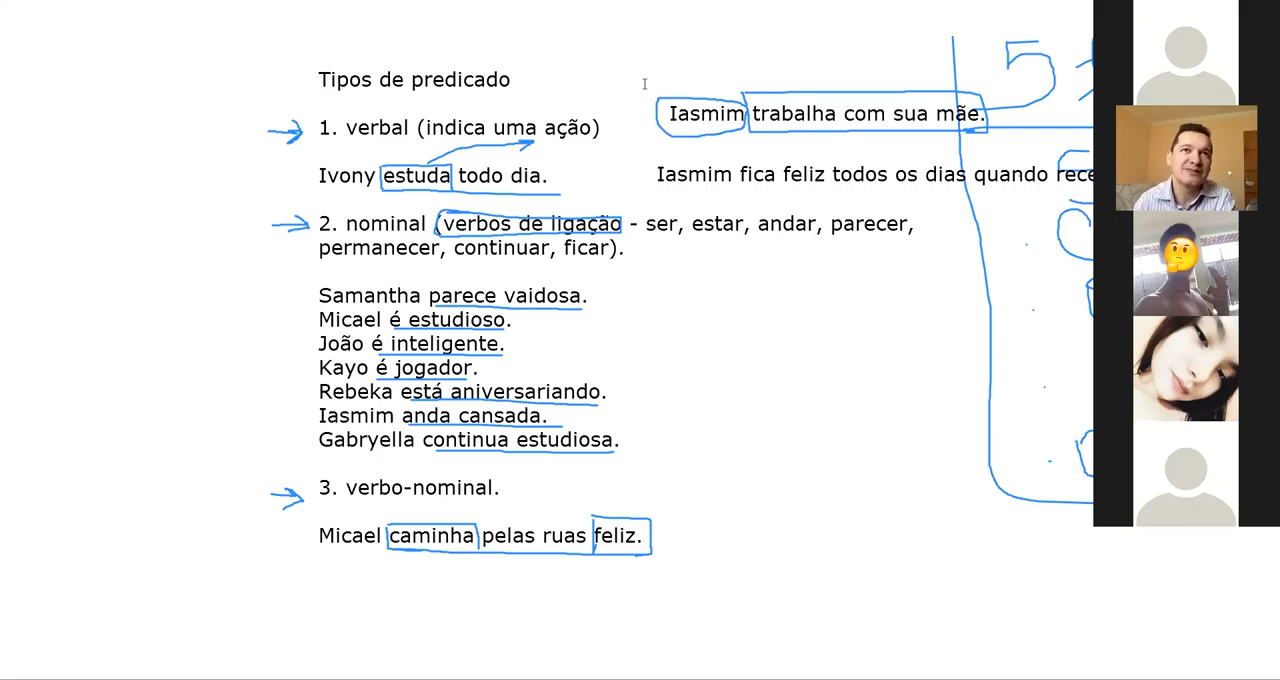 Tipos de predicado
1. verbal (indica uma ação)
Ivony estuda todo dia.
2. nominal (verbos de ligação - ser, estar, andar, parecer,
permanecer, continuar, ficar).
Samantha parece vaidosa.
Micael é estudioso.
João é inteligente.
Kayo é jogador.
Rebeka está aniversariando.
Iasmim anda cansada.
Gabryella continua estudiosa.
3. verbo-nominal.
Micael caminha pelas ruas feliz.
Iasmim trabalha com sua mãe.
Iasmim fica feliz todos os dias quando
5